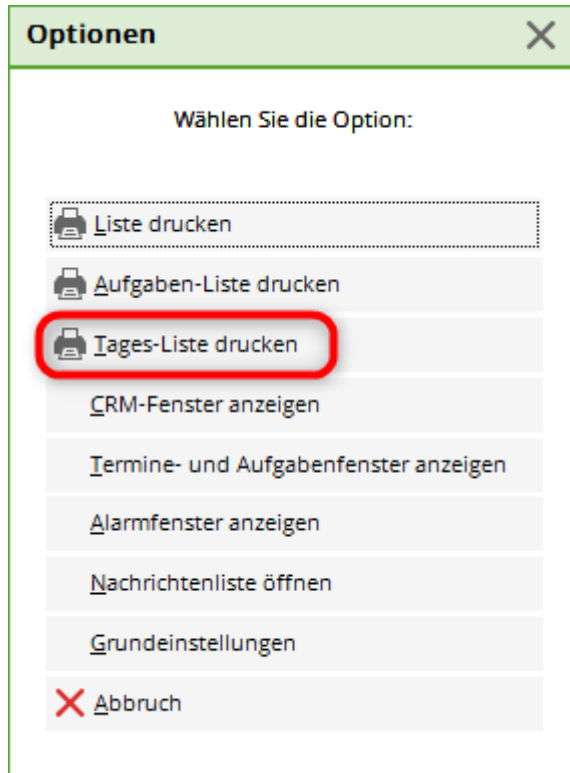 Optionen
Wählen Sie die Option:
Liste drucken
Aufgaben-Liste drucken
Tages-Liste drucken
CRM-Fenster anzeigen
Termine- und Aufgabenfenster anzeigen
Alarmfenster anzeigen
Nachrichtenliste öffnen
Grundeinstellungen
Abbruch